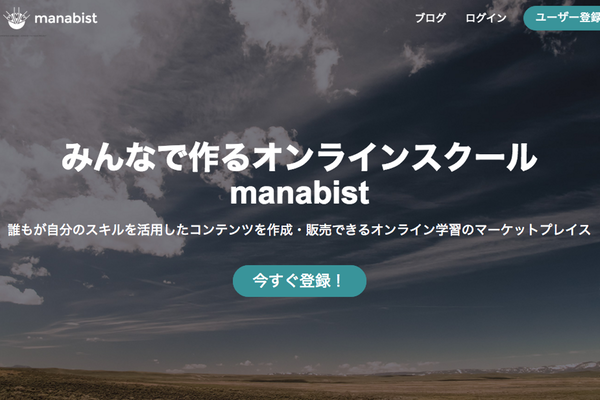 manabist
ブログ ログイン ユーザー登録
みんなで作るオンラインスクール
manabist
誰もが自分のスキルを活用したコンテンツを作成・販売できるオンライン学習のマーケットプレイス
今すぐ登録！